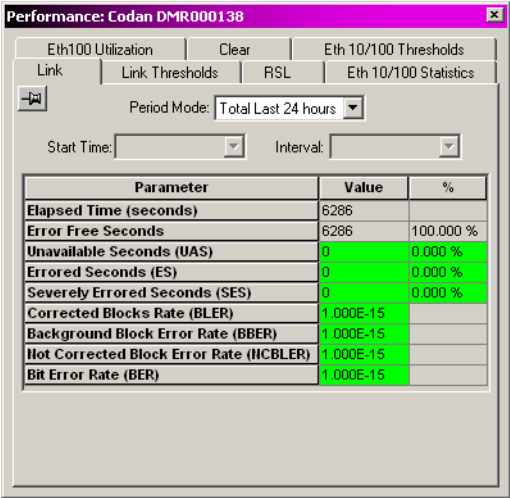 Performance: Codan DMR000138
Eth100 Utilization Clear Eth 10/100 Thresholds
Link Link Thresholds RSL Eth 10/100 Statistics
Period Mode: Total Last 24 hours
Start Time: Interval:
Parameter Value %
Elapsed Time (seconds) 6286
Error Free Seconds 6286 100.000 %
Unavailable Seconds (UAS) 0 0.000 %
Errored Seconds (ES) 0 0.000 %
Severely Errored Seconds (SES) 0 0.000 %
Corrected Blocks Rate (BLER) 1.000E-15
Background Block Error Rate (BBER) 1.000E-15
Not Corrected Block Error Rate (NCBLER) 1.000E-15
Bit Error Rate (BER) 1.000E-15